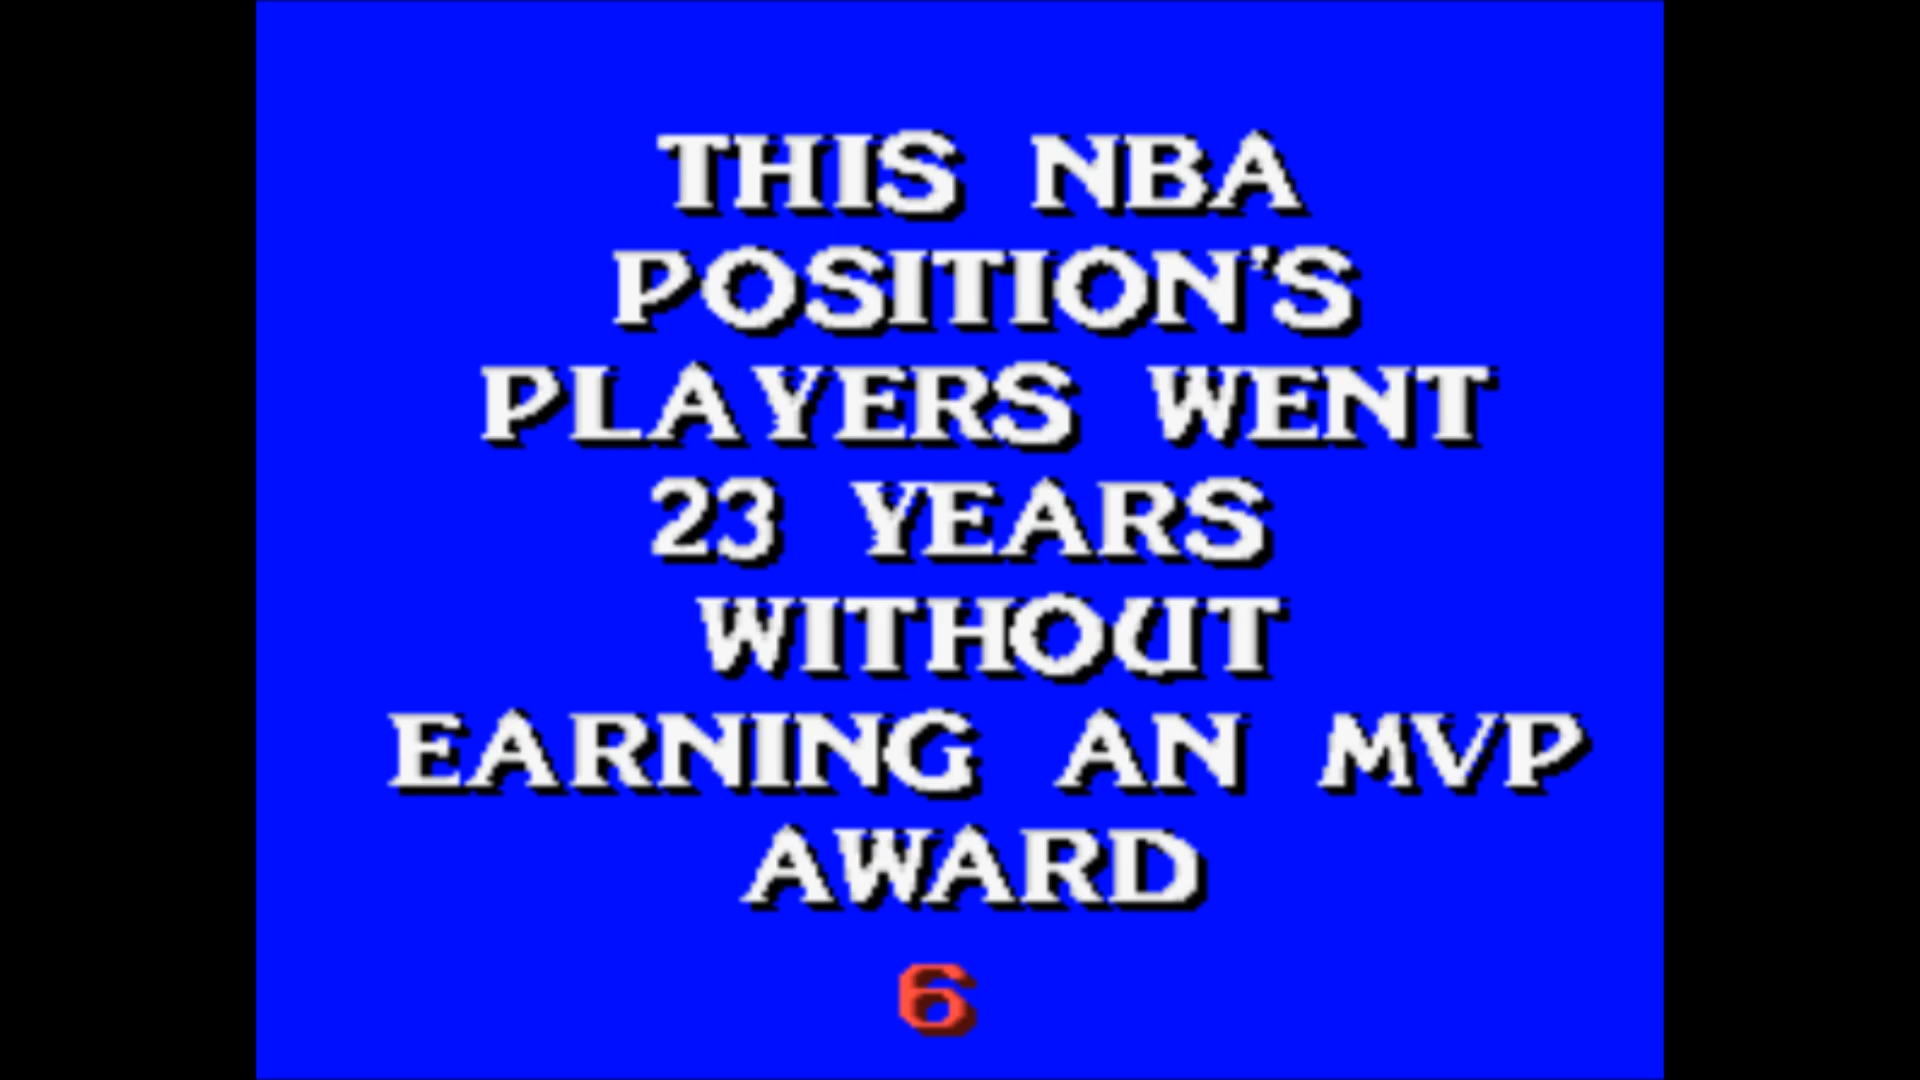 THIS NBA
POSITION'S
PLAYERS WENT
23 YEARS
WITHOUT
EARNING AN MVP
AWARD
6